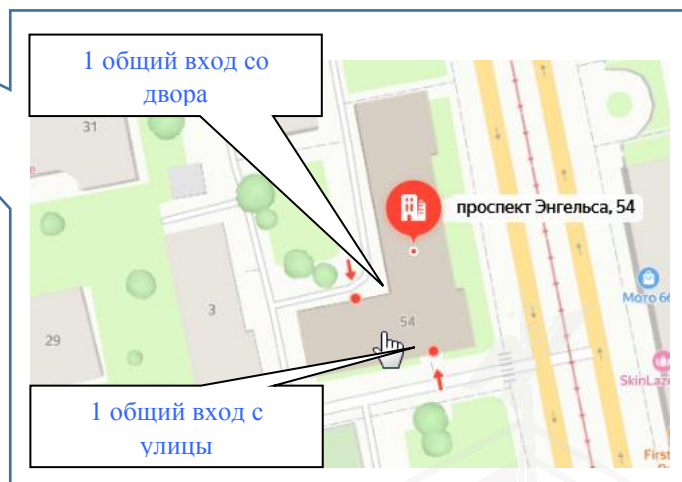 1 общий вход со
двора
31
проспект Энгельса, 54
Мото 66
3
54
29
SkinLaze
1 общий вход с
улицы
First